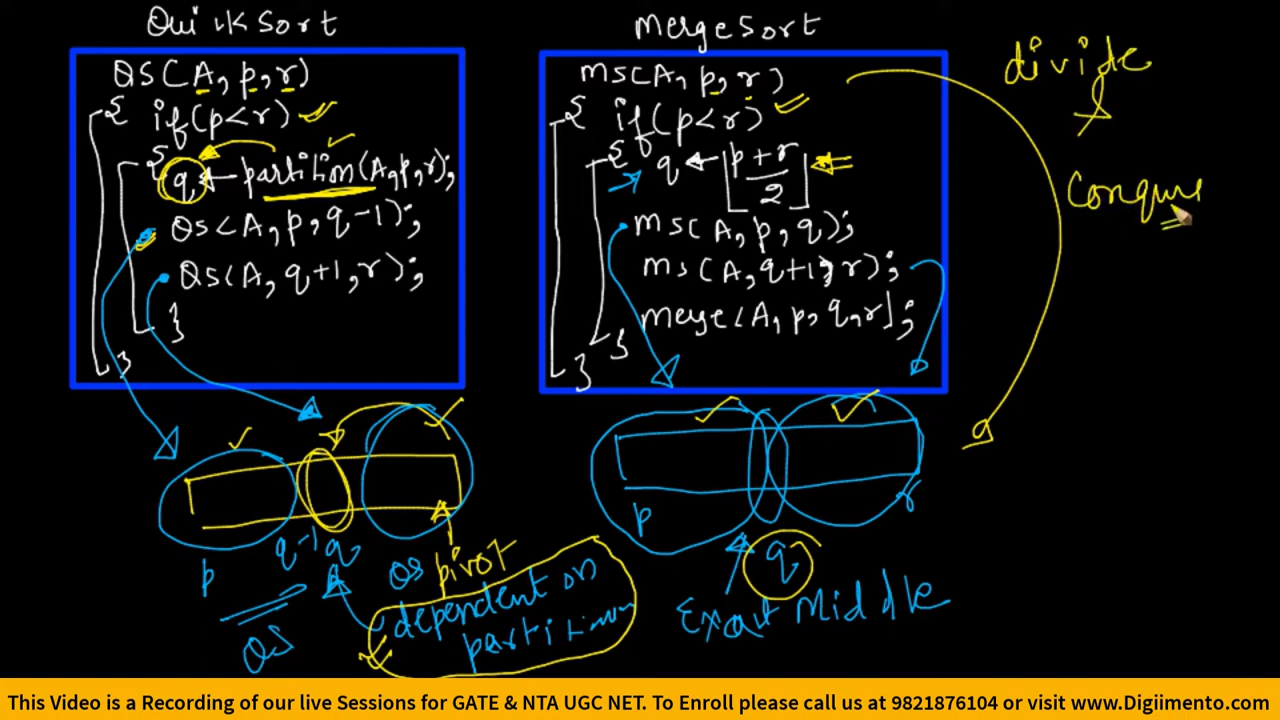 QuickSort
QS(A, p, r)
{ if(p<r)
{ q ← partition(A,p,r);
QS(A, p, q-1);
QS(A, q+1, r);
}
}
p
q-1 q
QS
QS
pivot
dependent on
MergeSort
MS(A, p, r)
{ if(p<r)
{ q ← ⌊p+r/2⌋
MS(A, p, q);
MS(A, q+1, r);
merge(A, p, q, r);
}
}
p
q
r
Exact Middle
divide
&
Conqure
This Video is a Recording of our live Sessions for GATE & NTA UGC NET. To Enroll please call us at 9821876104 or visit www.Digiimento.com